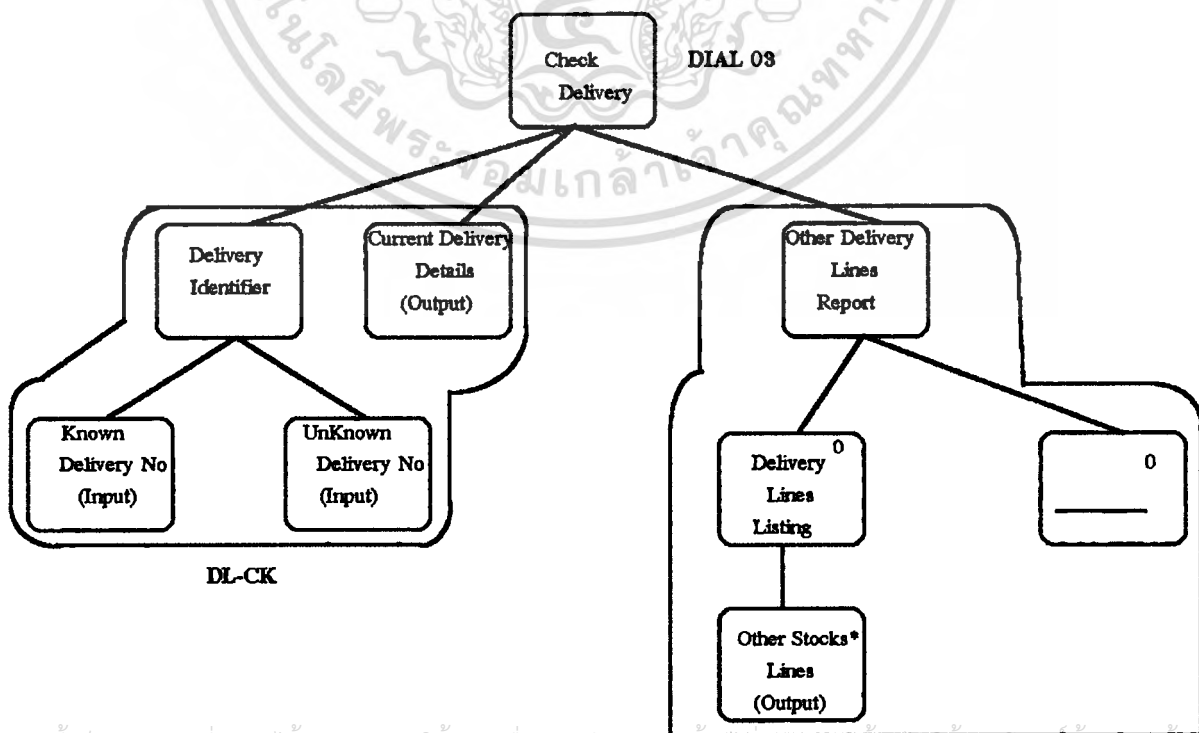 Check
Delivery
DIAL 03
Delivery
Identifier
Current Delivery
Details
(Output)
Other Delivery
Lines
Report
Known
Delivery No
(Input)
UnKnown
Delivery No
(Input)
0
Delivery
Lines
Listing
0
DL-CK
Other Stocks*
Lines
(Output)